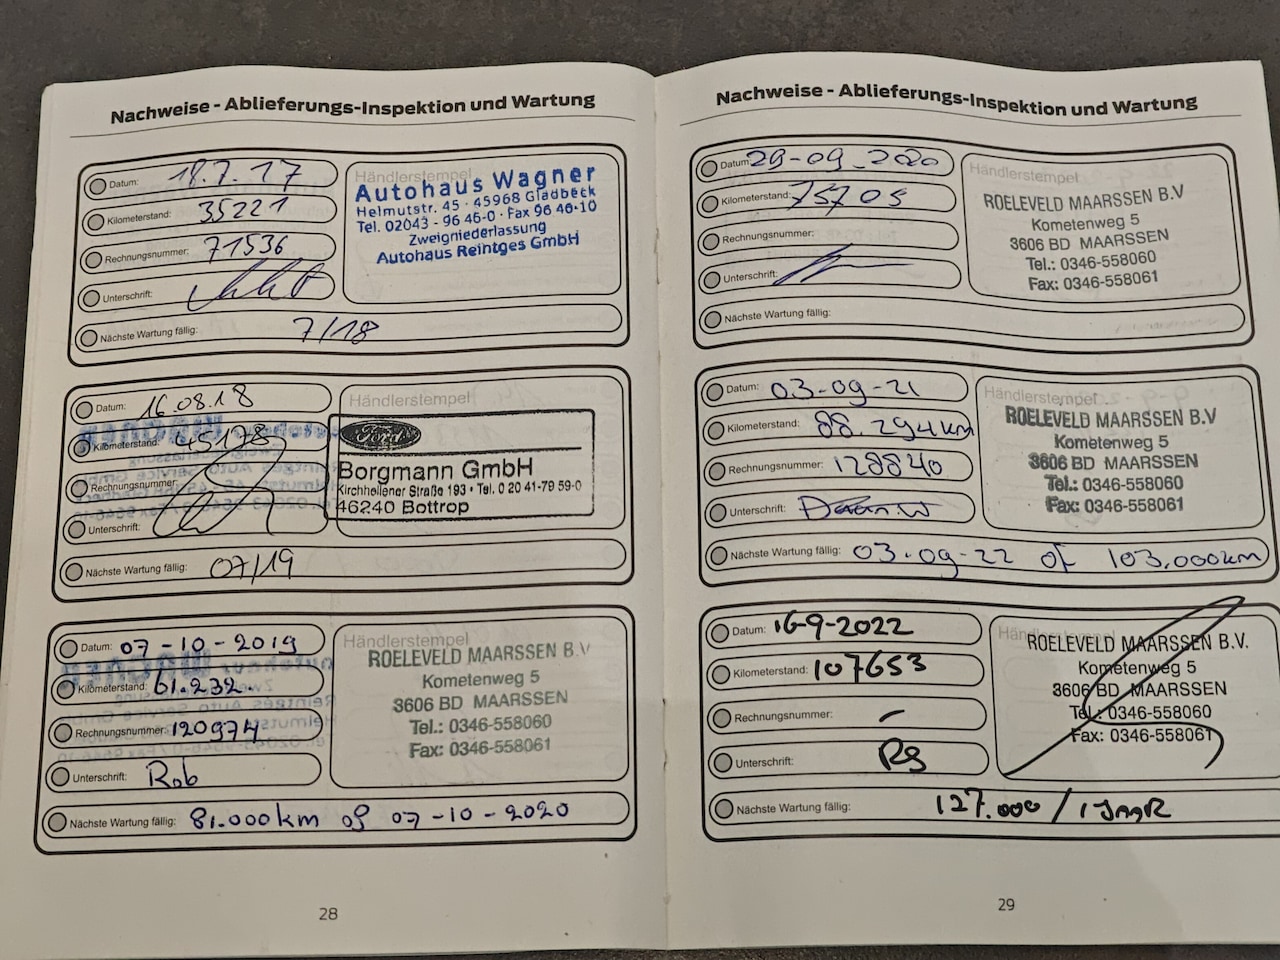 Nachweise - Ablieferungs-Inspektion und Wartung
Datum: 18.7.17
Kilometerstand: 35221
Rechnungsnummer: 71536
Unterschrift:
Nächste Wartung fällig: 7/18
Händlerstempel
Autohaus Wagner
Helmutstr. 45 · 45968 Gladbeck
Tel. 02043 - 96 46-0 · Fax 96 46-10
Zweigniederlassung
Autohaus Reintges GmbH
Datum: 16.08.18
Kilometerstand: 45178
Rechnungsnummer:
Unterschrift:
Nächste Wartung fällig: 07/19
Händlerstempel
Ford
Borgmann GmbH
Kirchhellener Straße 193 · Tel. 0 20 41-79 59-0
46240 Bottrop
Datum: 07-10-2019
Kilometerstand: 61.232.
Rechnungsnummer: 120974
Unterschrift: Rob
Nächste Wartung fällig: 81.000km of 07-10-2020
Händlerstempel
ROELEVELD MAARSSEN B.V
Kometenweg 5
3606 BD MAARSSEN
Tel.: 0346-558060
Fax: 0346-558061
28
Nachweise - Ablieferungs-Inspektion und Wartung
Datum: 29-09-2020
Kilometerstand: 75705
Rechnungsnummer:
Unterschrift:
Nächste Wartung fällig:
Händlerstempel
ROELEVELD MAARSSEN B.V
Kometenweg 5
3606 BD MAARSSEN
Tel.: 0346-558060
Fax: 0346-558061
Datum: 03-09-21
Kilometerstand: 88.294km
Rechnungsnummer: 128840
Unterschrift:
Nächste Wartung fällig: 03-09-22 of 103.000km
Händlerstempel
ROELEVELD MAARSSEN B.V
Kometenweg 5
3606 BD MAARSSEN
Tel.: 0346-558060
Fax: 0346-558061
Datum: 16-9-2022
Kilometerstand: 107653
Rechnungsnummer: -
Unterschrift: RS
Nächste Wartung fällig: 127.000 / 1 JAAR
Händlerstempel
ROELEVELD MAARSSEN B.V.
Kometenweg 5
3606 BD MAARSSEN
Tel.: 0346-558060
Fax: 0346-558061
29